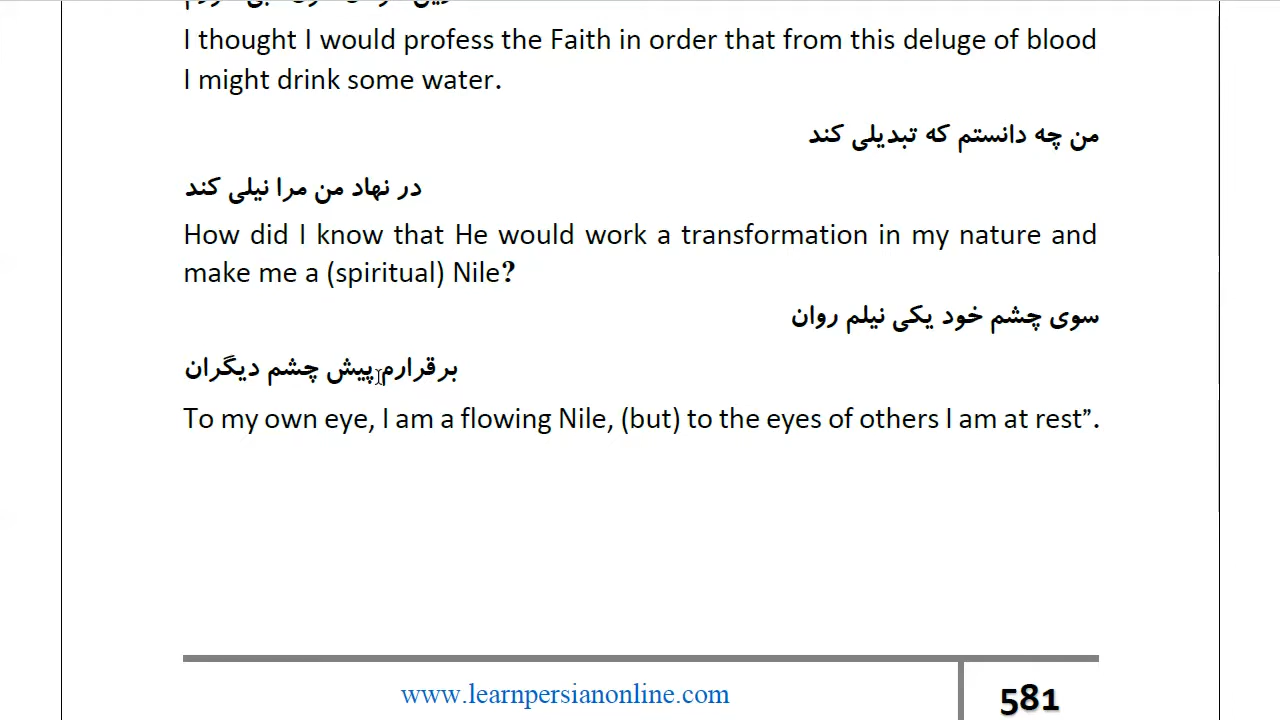 I thought I would profess the Faith in order that from this deluge of blood
I might drink some water.
من چه دانستم که تبدیلی کند
در نهاد من مرا نیلی کند
How did I know that He would work a transformation in my nature and
make me a (spiritual) Nile?
سوی چشم خود یکی نیلم روان
برقرارم پیش چشم دیگران
To my own eye, I am a flowing Nile, (but) to the eyes of others I am at rest”.
www.learnpersianonline.com
581